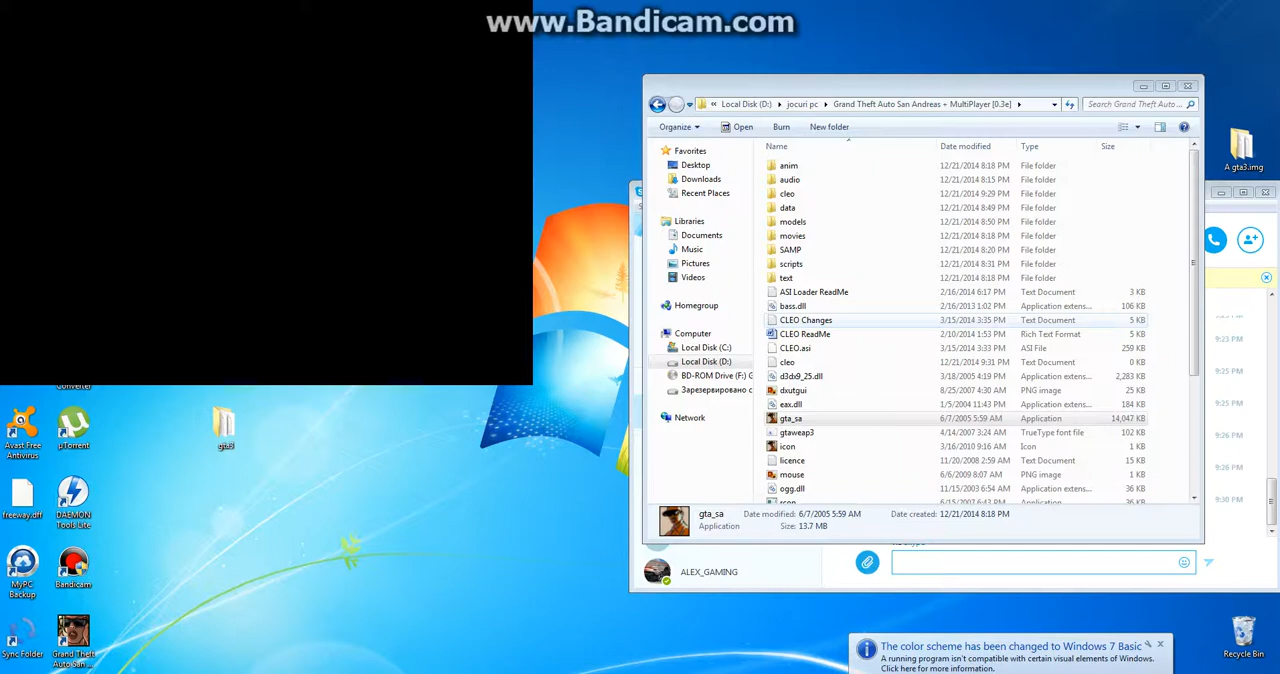 www.Bandicam.com
Local Disk (D:) jocuri pc Grand Theft Auto San Andreas + MultiPlayer [0.3e]
Search Grand Theft Auto ...
Organize Open Burn New folder
Name Date modified Type Size
Favorites
Desktop
Downloads
Recent Places
Libraries
Documents
Music
Pictures
Videos
Homegroup
Computer
Local Disk (C:)
Local Disk (D:)
BD-ROM Drive (F:) G
Зарезервировано с
Network
anim 12/21/2014 8:18 PM File folder
audio 12/21/2014 8:15 PM File folder
cleo 12/21/2014 9:29 PM File folder
data 12/21/2014 8:49 PM File folder
models 12/21/2014 8:50 PM File folder
movies 12/21/2014 8:18 PM File folder
SAMP 12/21/2014 8:20 PM File folder
scripts 12/21/2014 8:31 PM File folder
text 12/21/2014 8:18 PM File folder
ASI Loader ReadMe 2/16/2014 6:17 PM Text Document 3 KB
bass.dll 2/16/2013 1:02 PM Application extens... 106 KB
CLEO Changes 3/15/2014 3:35 PM Text Document 5 KB
CLEO ReadMe 2/10/2014 1:53 PM Rich Text Format 5 KB
CLEO.asi 3/15/2014 3:33 PM ASI File 259 KB
cleo 12/21/2014 9:31 PM Text Document 0 KB
d3dx9_25.dll 3/18/2005 4:19 PM Application extens... 2,283 KB
dxutgui 8/25/2007 4:30 AM PNG image 25 KB
eax.dll 1/5/2004 11:43 PM Application extens... 184 KB
gta_sa 6/7/2005 5:59 AM Application 14,047 KB
gtaweap3 4/14/2007 3:24 AM TrueType font file 102 KB
icon 3/16/2010 9:16 AM Icon 1 KB
licence 11/20/2008 2:59 AM Text Document 15 KB
mouse 6/6/2009 8:07 AM PNG image 1 KB
ogg.dll 11/15/2003 6:54 AM Application extens... 36 KB
gta_sa Date modified: 6/7/2005 5:59 AM Date created: 12/21/2014 8:18 PM
Application Size: 13.7 MB
A gta3.img
9:23 PM
9:25 PM
9:25 PM
9:26 PM
9:26 PM
9:30 PM
ALEX_GAMING
Converter
Avast Free
Antivirus
µTorrent
gta3
freeway.dff
DAEMON
Tools Lite
MyPC
Backup
Bandicam
Sync Folder
Grand Theft
Auto San ...
The color scheme has been changed to Windows 7 Basic
A running program isn't compatible with certain visual elements of Windows.
Click here for more information.
Recycle Bin